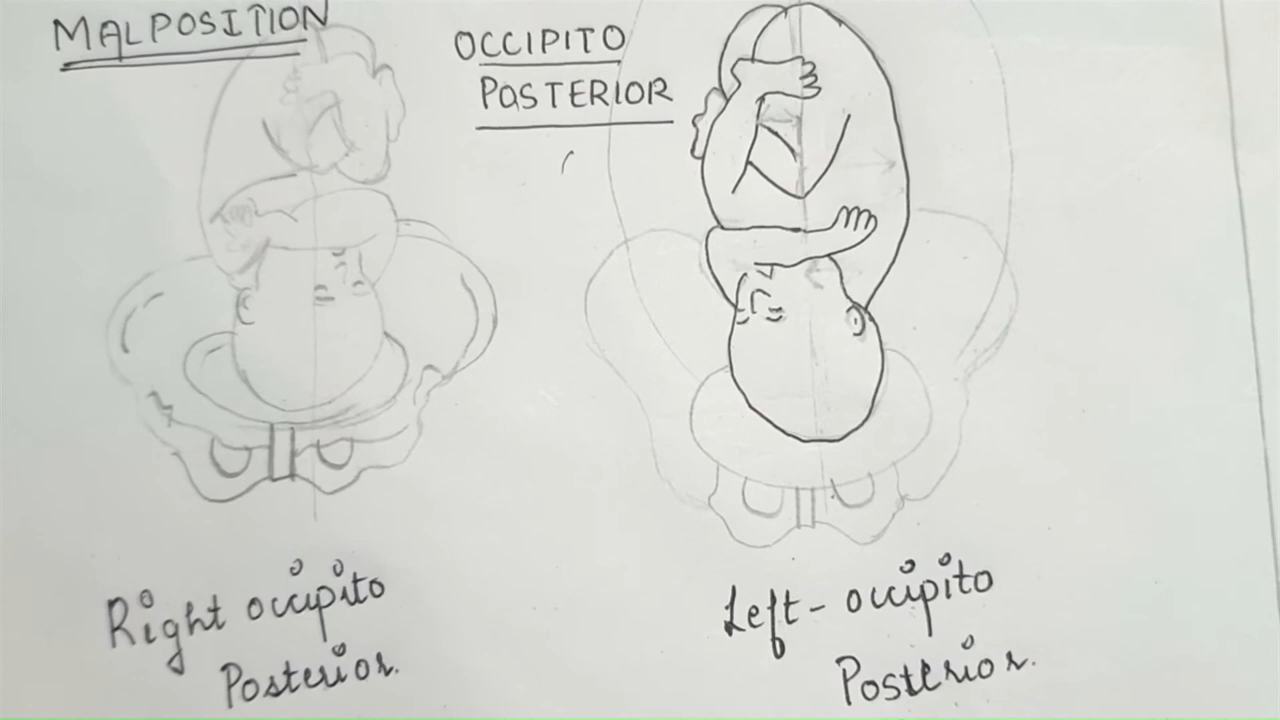 MALPOSITION
OCCIPITO
POSTERIOR
Right occipito
Posterior.
Left - occipito
Posterior.